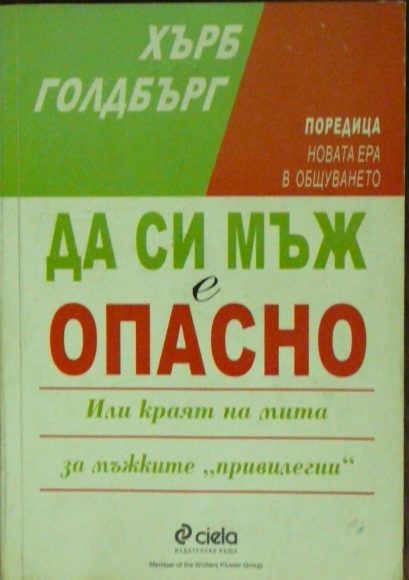 ХЪРБ
ГОЛДБЪРГ
ПОРЕДИЦА
НОВАТА ЕРА
В ОБЩУВАНЕТО
ДА СИ МЪЖ
е
ОПАСНО
Или краят на мита
за мъжките „привилегии“
ciela
ИЗДАТЕЛСКА КЪЩА
Member of the Wolters Kluwer Group